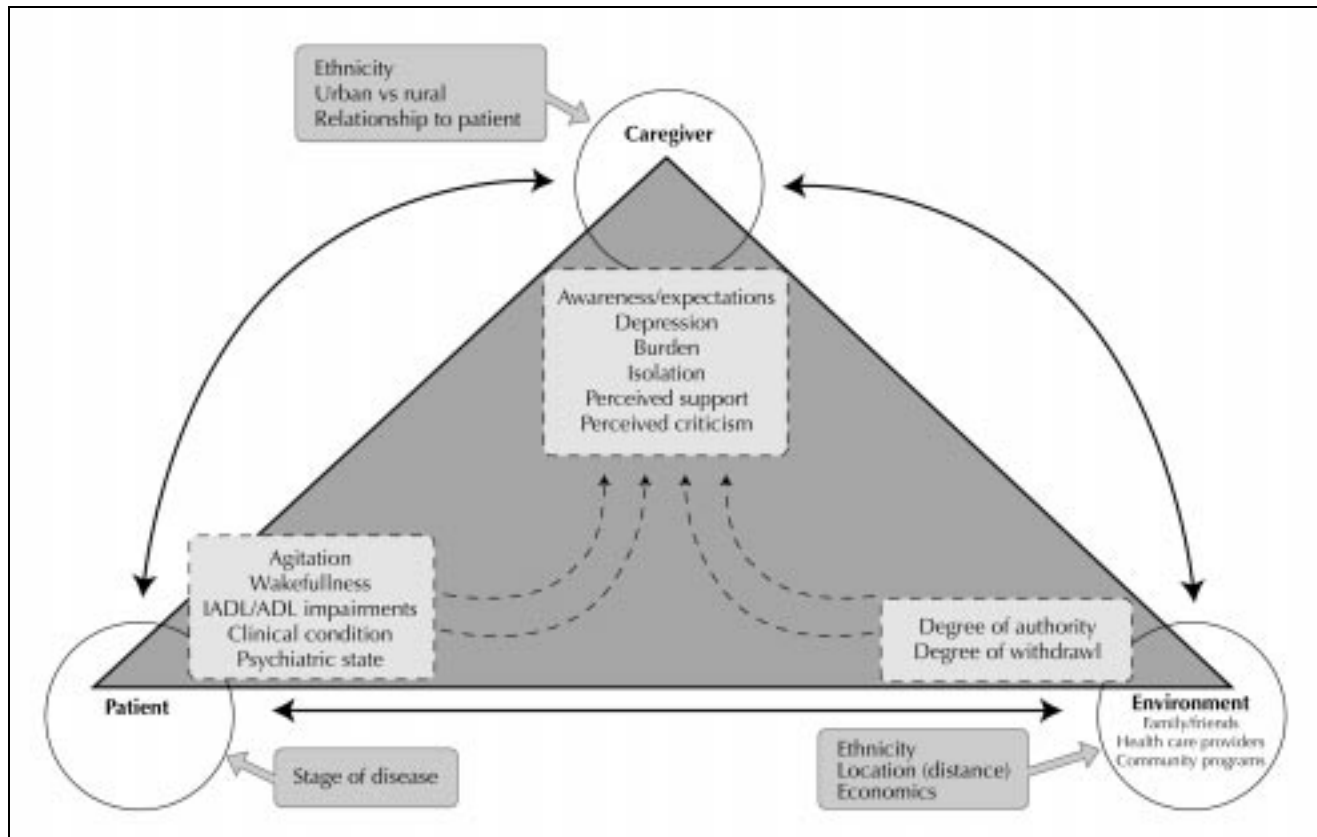 Ethnicity
Urban vs rural
Relationship to patient
Caregiver
Awareness/expectations
Depression
Burden
Isolation
Perceived support
Perceived criticism
Agitation
Wakefullness
IADL/ADL impairments
Clinical condition
Psychiatric state
Degree of authority
Degree of withdrawl
Patient
Environment
Family/friends
Health care providers
Community programs
Stage of disease
Ethnicity
Location (distance)
Economics